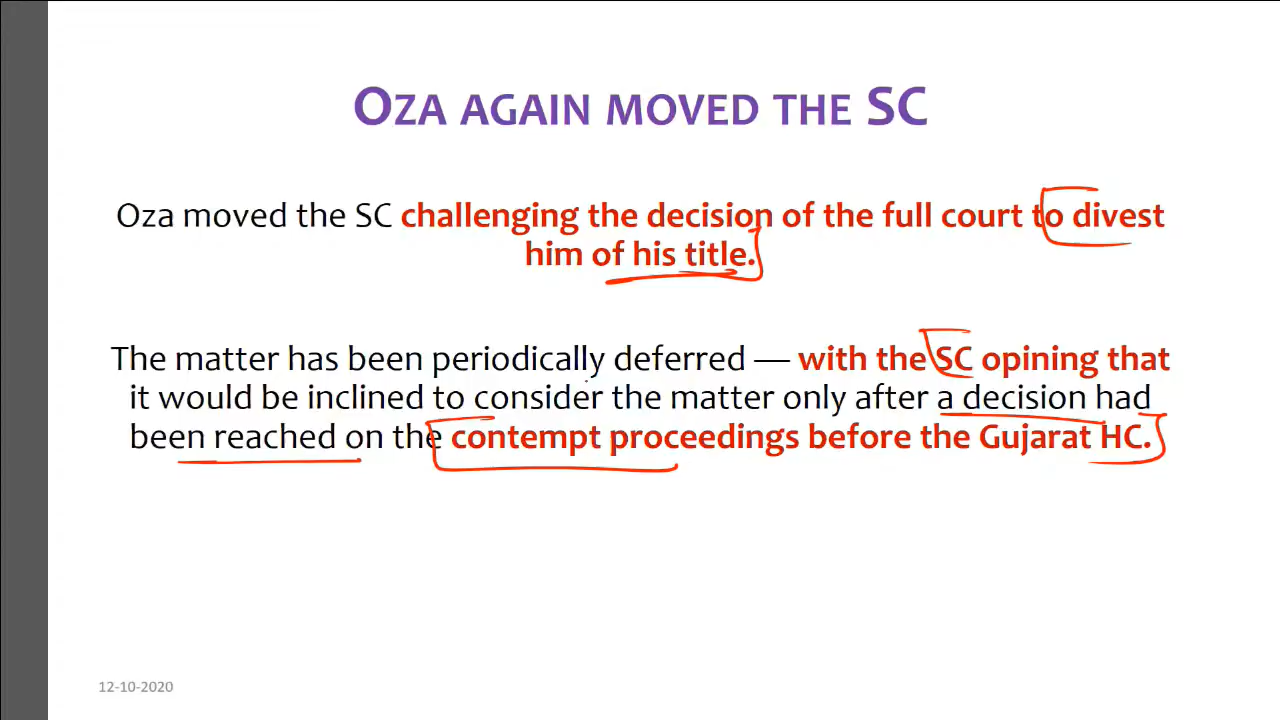 OZA AGAIN MOVED THE SC
Oza moved the SC challenging the decision of the full court to divest
him of his title.
The matter has been periodically deferred — with the SC opining that
it would be inclined to consider the matter only after a decision had
been reached on the contempt proceedings before the Gujarat HC.
12-10-2020